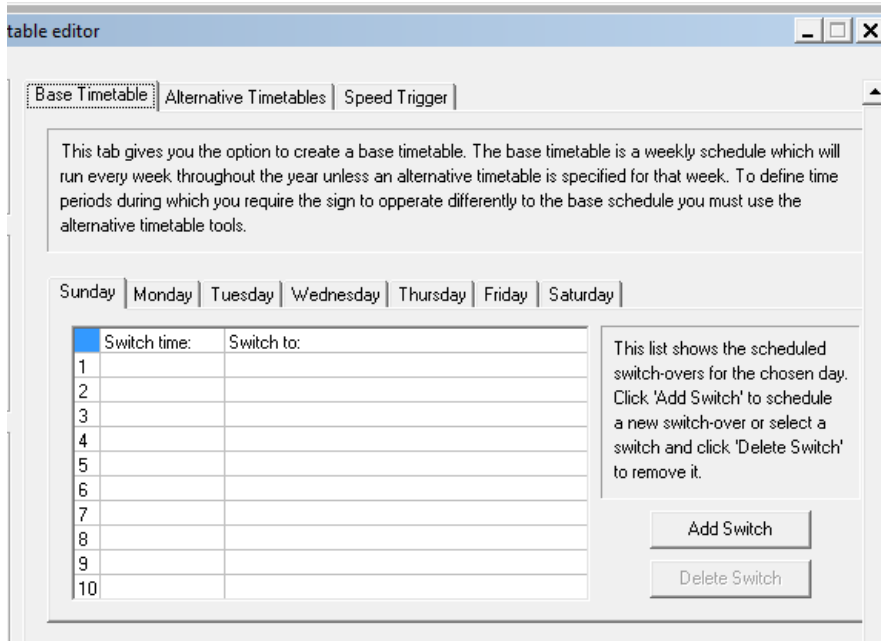 table editor
Base Timetable Alternative Timetables Speed Trigger
This tab gives you the option to create a base timetable. The base timetable is a weekly schedule which will
run every week throughout the year unless an alternative timetable is specified for that week. To define time
periods during which you require the sign to opperate differently to the base schedule you must use the
alternative timetable tools.
Sunday Monday Tuesday Wednesday Thursday Friday Saturday
Switch time: Switch to:
1
2
3
4
5
6
7
8
9
10
This list shows the scheduled
switch-overs for the chosen day.
Click 'Add Switch' to schedule
a new switch-over or select a
switch and click 'Delete Switch'
to remove it.
Add Switch
Delete Switch